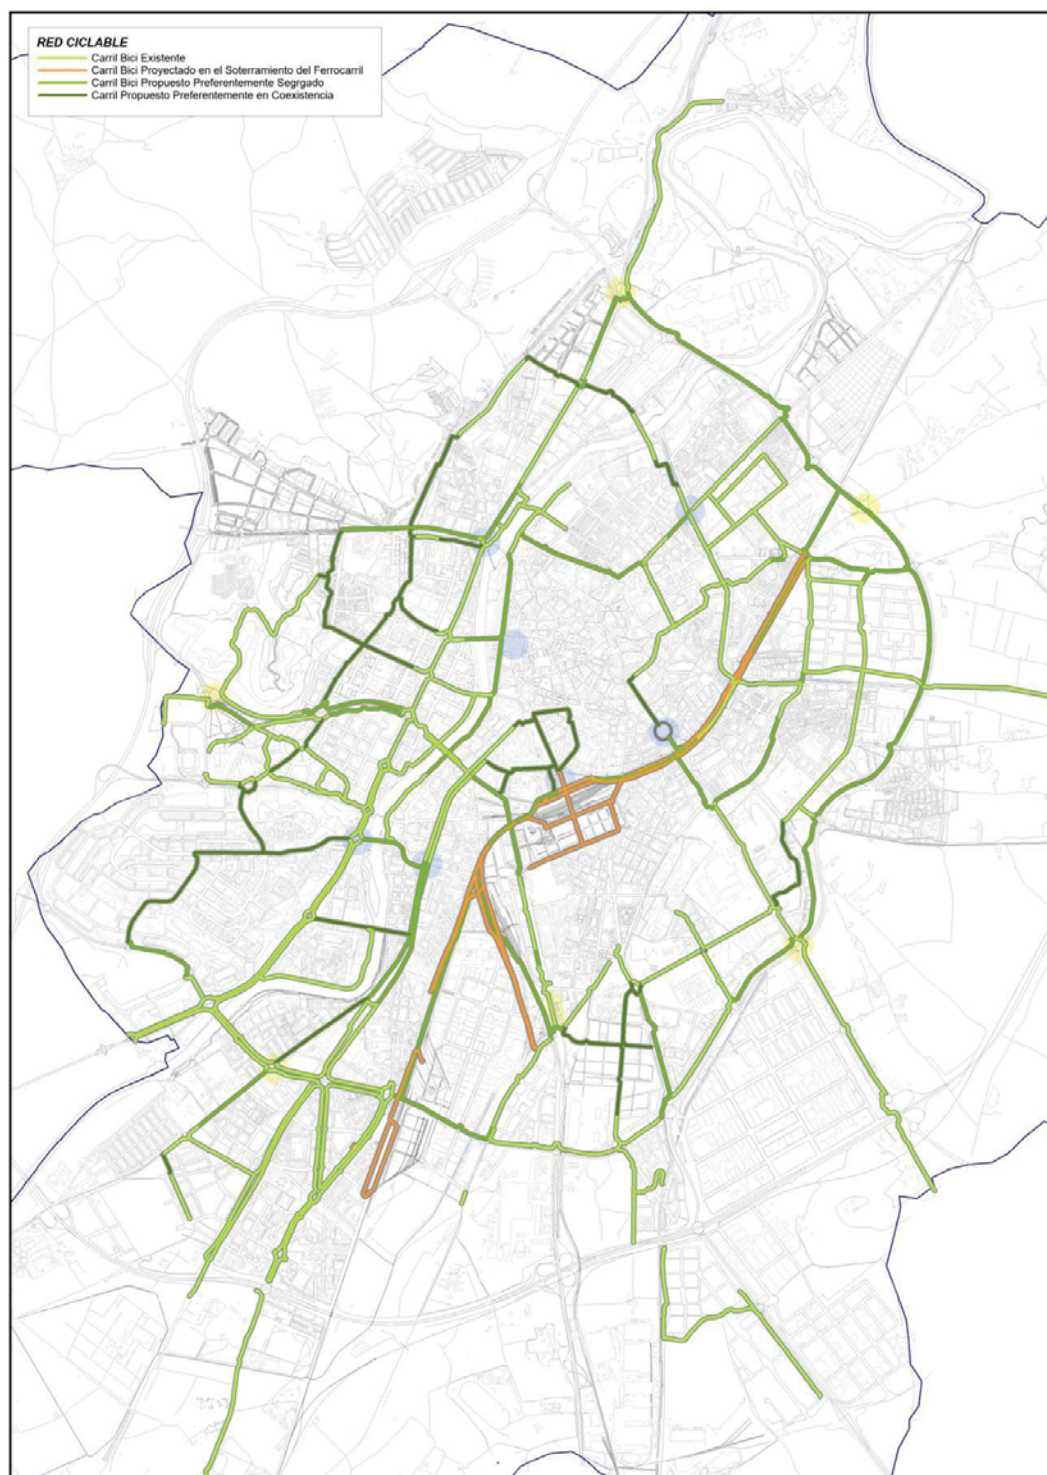 RED CICLABLE
Carril Bici Existente
Carril Bici Proyectado en el Soterramiento del Ferrocarril
Carril Bici Propuesto Preferentemente Segrgado
Carril Propuesto Preferentemente en Coexistencia